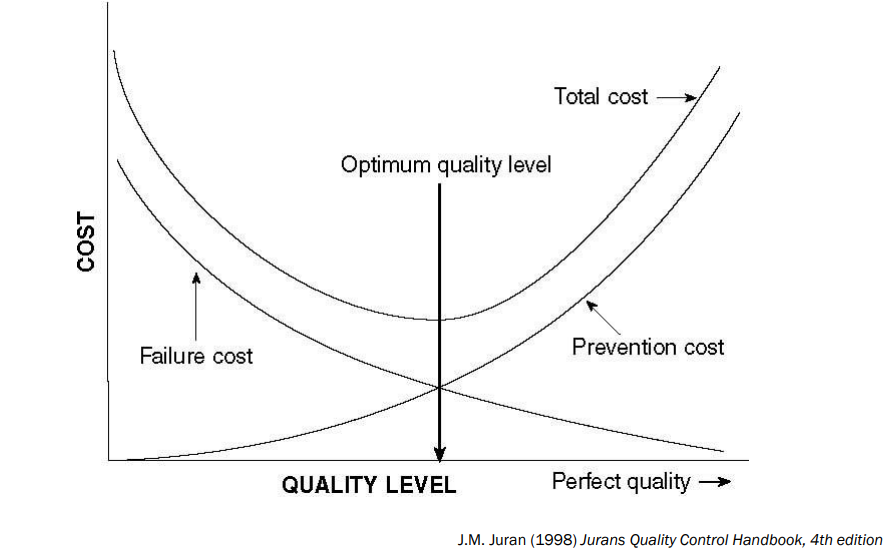 Total cost
Optimum quality level
COST
Failure cost
Prevention cost
QUALITY LEVEL
Perfect quality
J.M. Juran (1998) Jurans Quality Control Handbook, 4th edition